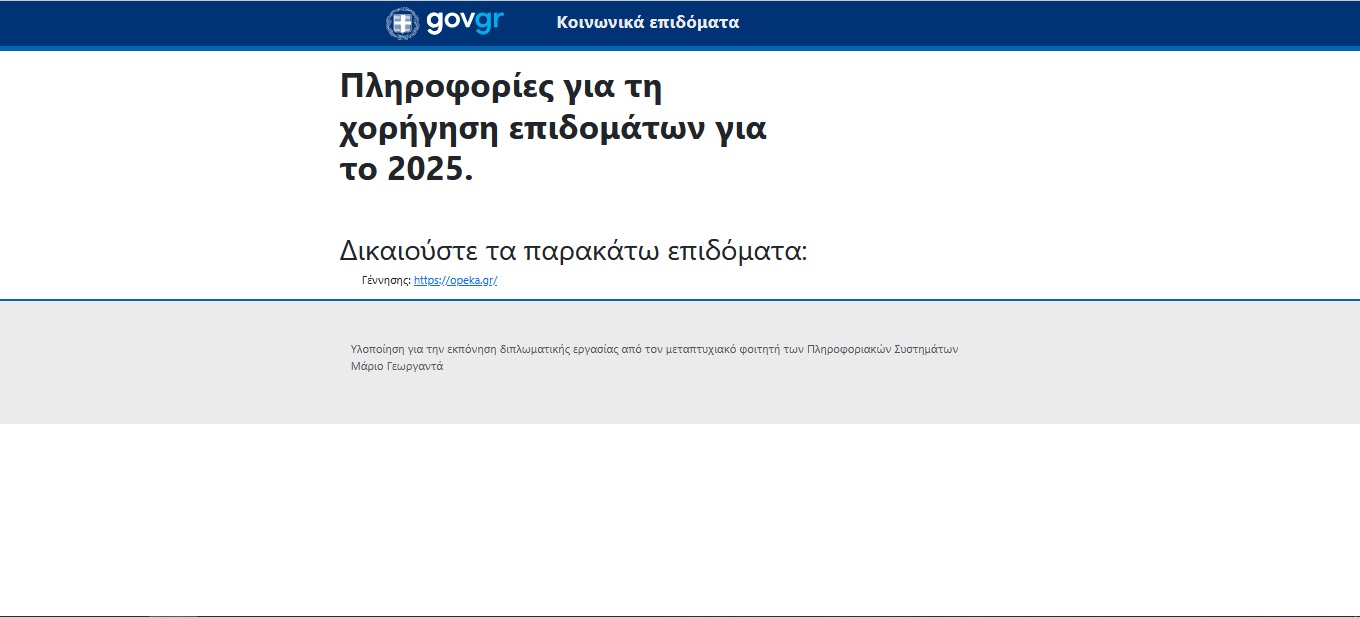 govgr Κοινωνικά επιδόματα
Πληροφορίες για τη
χορήγηση επιδομάτων για
το 2025.
Δικαιούστε τα παρακάτω επιδόματα:
Γέννησης: https://opeka.gr/
Υλοποίηση για την εκπόνηση διπλωματικής εργασίας από τον μεταπτυχιακό φοιτητή των Πληροφοριακών Συστημάτων
Μάριο Γεωργαντά